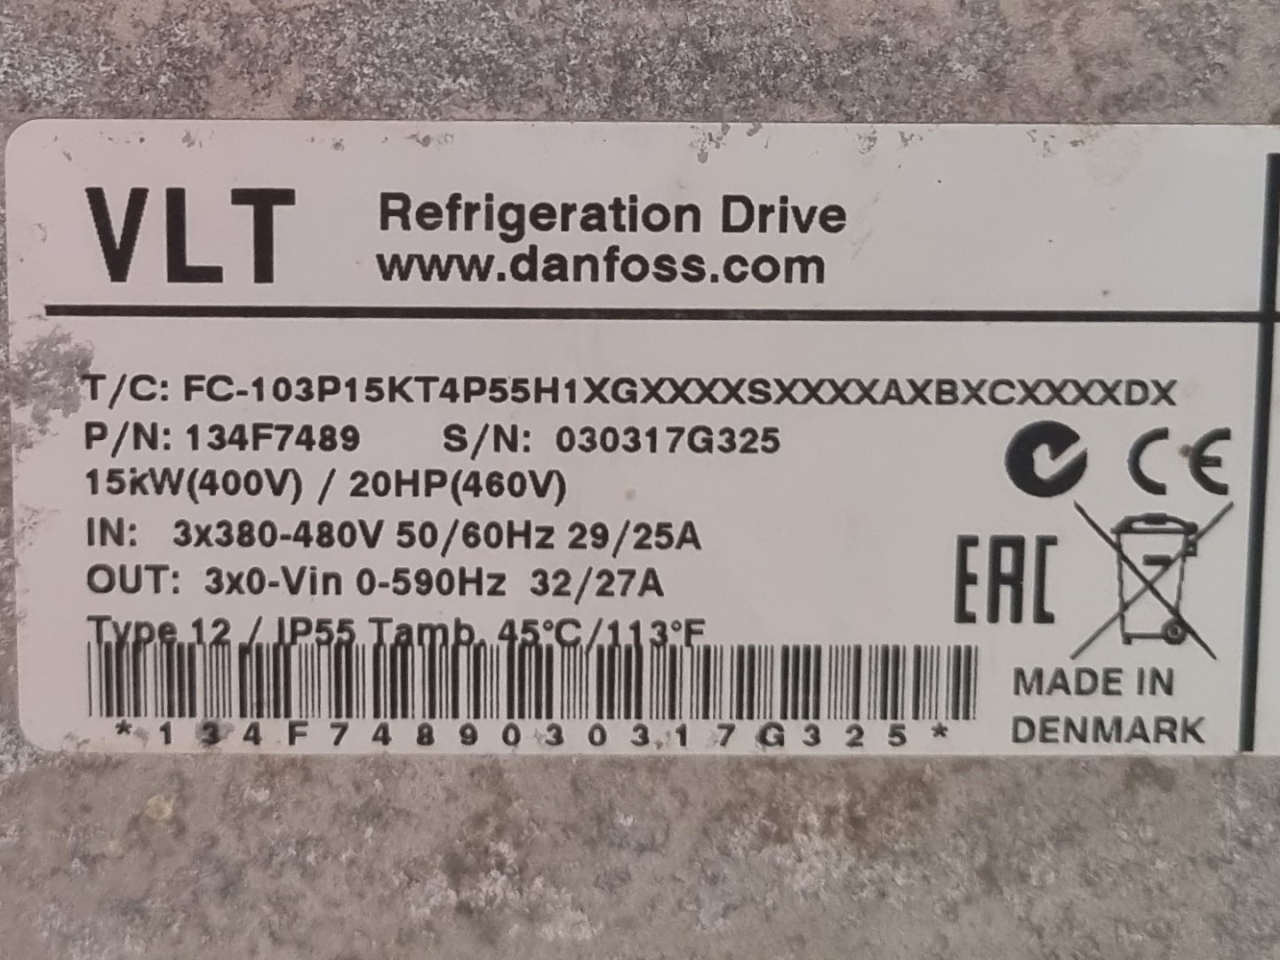 VLT
Refrigeration Drive
www.danfoss.com
T/C: FC-103P15KT4P55H1XGXXXXSXXXXAXBXCXXXXDX
P/N: 134F7489 S/N: 030317G325
15kW(400V) / 20HP(460V)
IN: 3x380-480V 50/60Hz 29/25A
OUT: 3x0-Vin 0-590Hz 32/27A
Type 12 / IP55 Tamb. 45°C/113°F
*134F7489030317G325*
CE
EAC
MADE IN
DENMARK